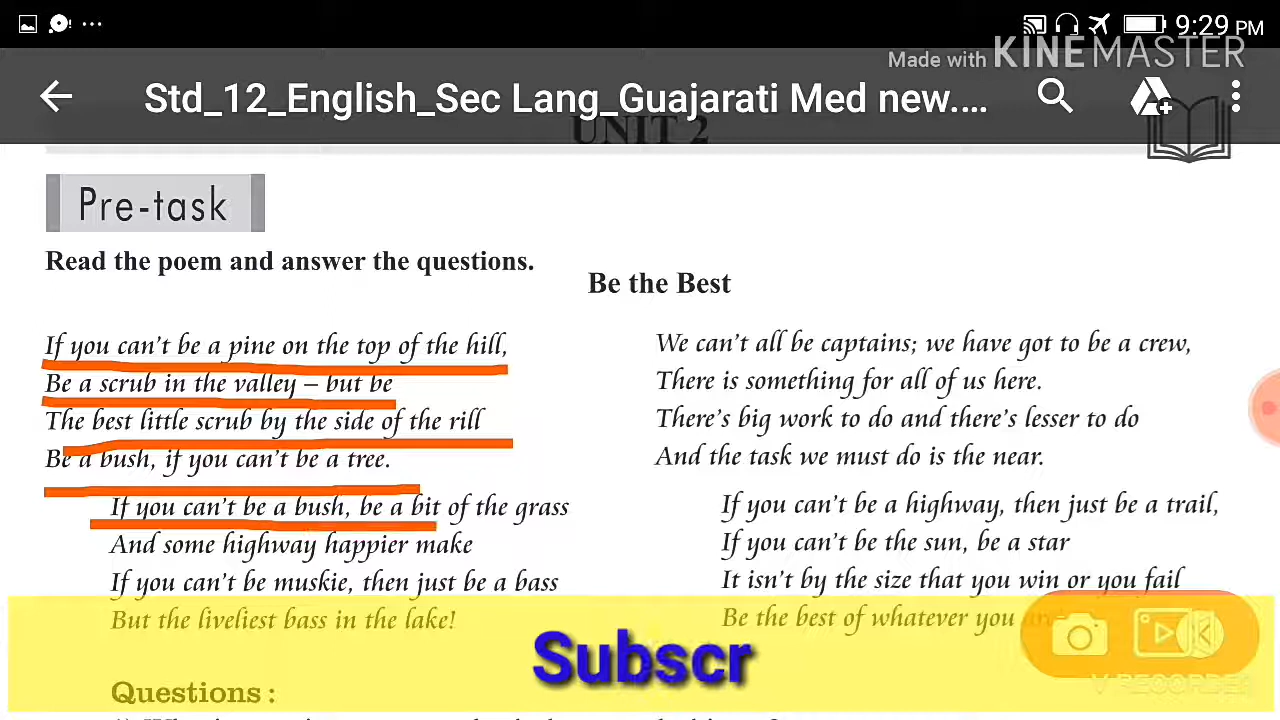 9:29 PM
Made with KINEMASTER
Std_12_English_Sec Lang_Guajarati Med new....
UNIT 2
Pre-task
Read the poem and answer the questions.
Be the Best
If you can't be a pine on the top of the hill,
Be a scrub in the valley – but be
The best little scrub by the side of the rill
Be a bush, if you can't be a tree.
If you can't be a bush, be a bit of the grass
And some highway happier make
If you can't be muskie, then just be a bass
But the liveliest bass in the lake!
We can't all be captains; we have got to be a crew,
There is something for all of us here.
There's big work to do and there's lesser to do
And the task we must do is the near.
If you can't be a highway, then just be a trail,
If you can't be the sun, be a star
It isn't by the size that you win or you fail
Be the best of whatever you are
Subscr
V RECORDER
Questions :